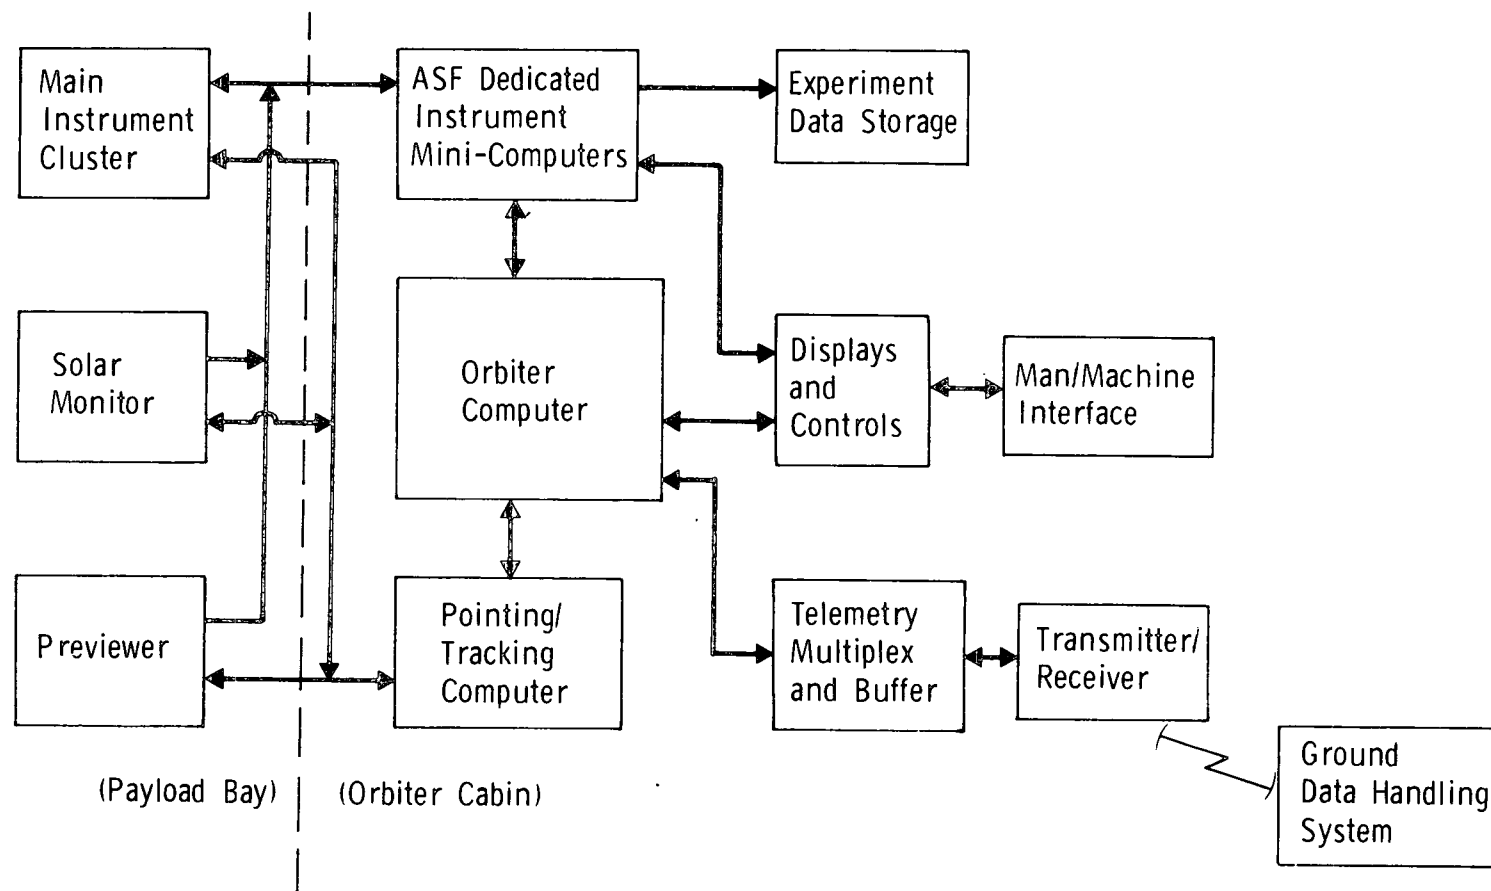 Main
Instrument
Cluster
ASF Dedicated
Instrument
Mini-Computers
Experiment
Data Storage
Solar
Monitor
Orbiter
Computer
Displays
and
Controls
Man/Machine
Interface
Previewer
Pointing/
Tracking
Computer
Telemetry
Multiplex
and Buffer
Transmitter/
Receiver
(Payload Bay)
(Orbiter Cabin)
Ground
Data Handling
System